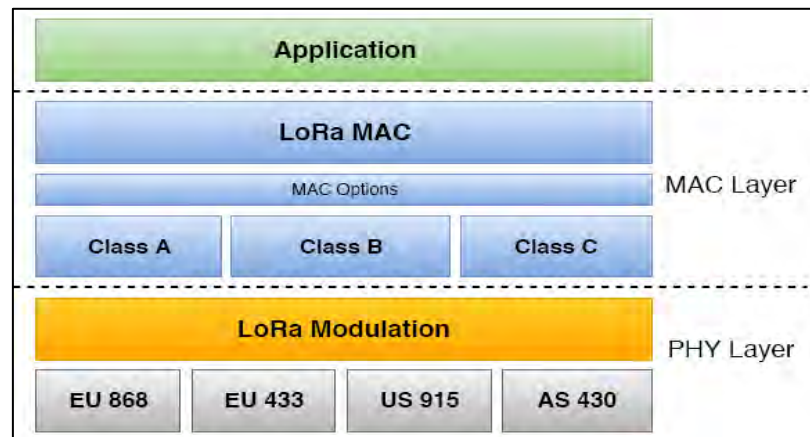 Application
LoRa MAC
MAC Options
MAC Layer
Class A Class B Class C
LoRa Modulation
PHY Layer
EU 868 EU 433 US 915 AS 430